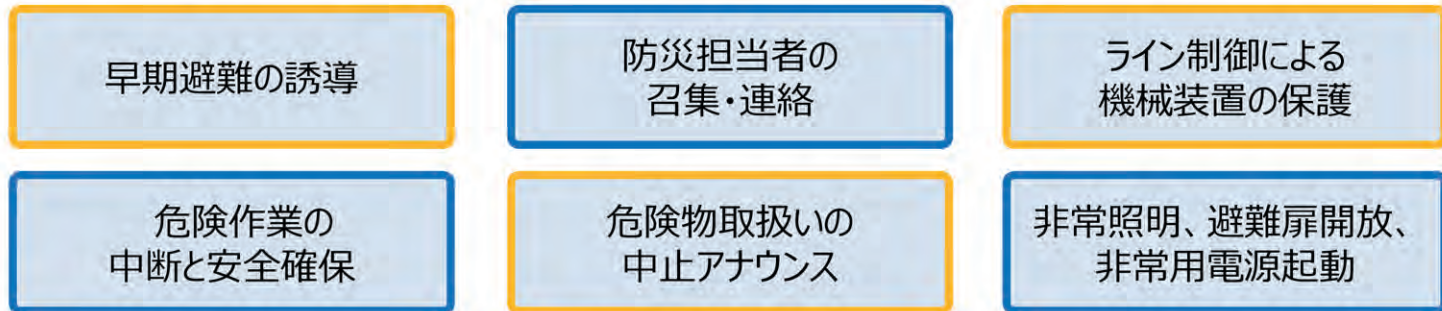 早期避難の誘導
防災担当者の
召集・連絡
ライン制御による
機械装置の保護
危険作業の
中断と安全確保
危険物取扱いの
中止アナウンス
非常照明、避難扉開放、
非常用電源起動